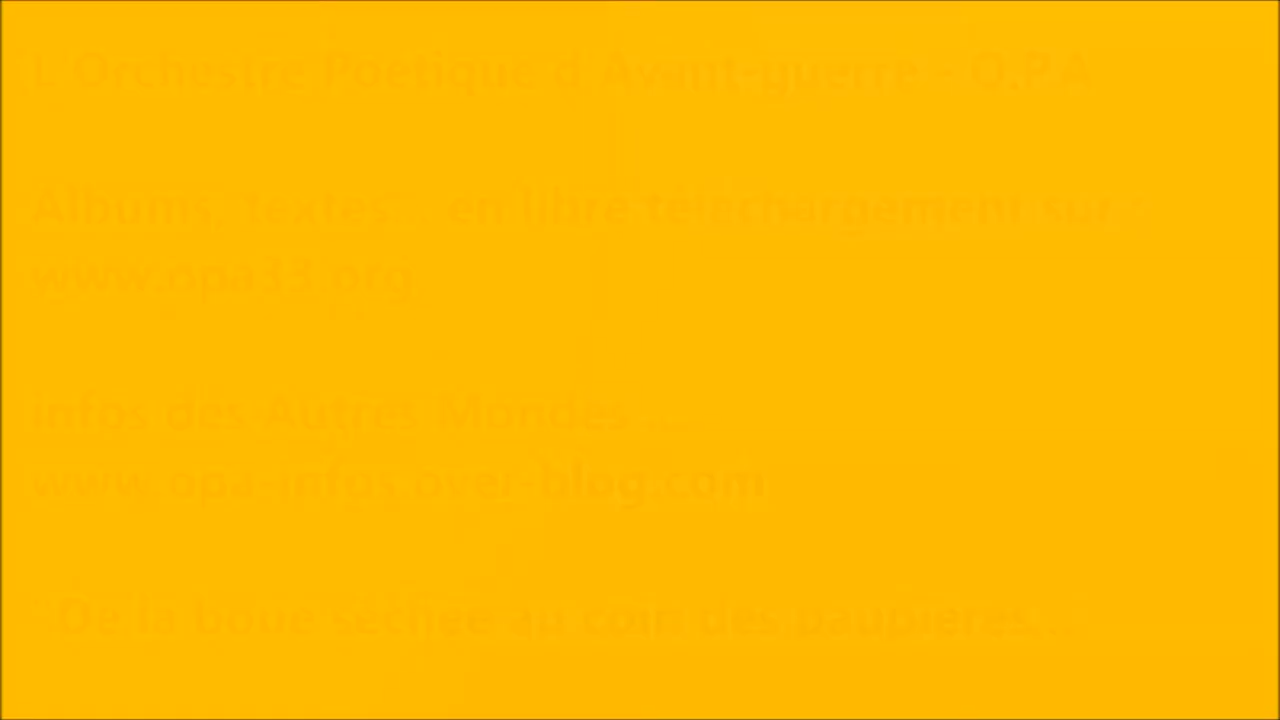 L'Orchestre Poétique d'Avant-guerre - O.P.A
Albums, textes... en libre téléchargement sur :
www.opa33.org
infos des Autres Mondes ...
www.opa-infos.over-blog.com
"De la boue séchée au coin des paupières...